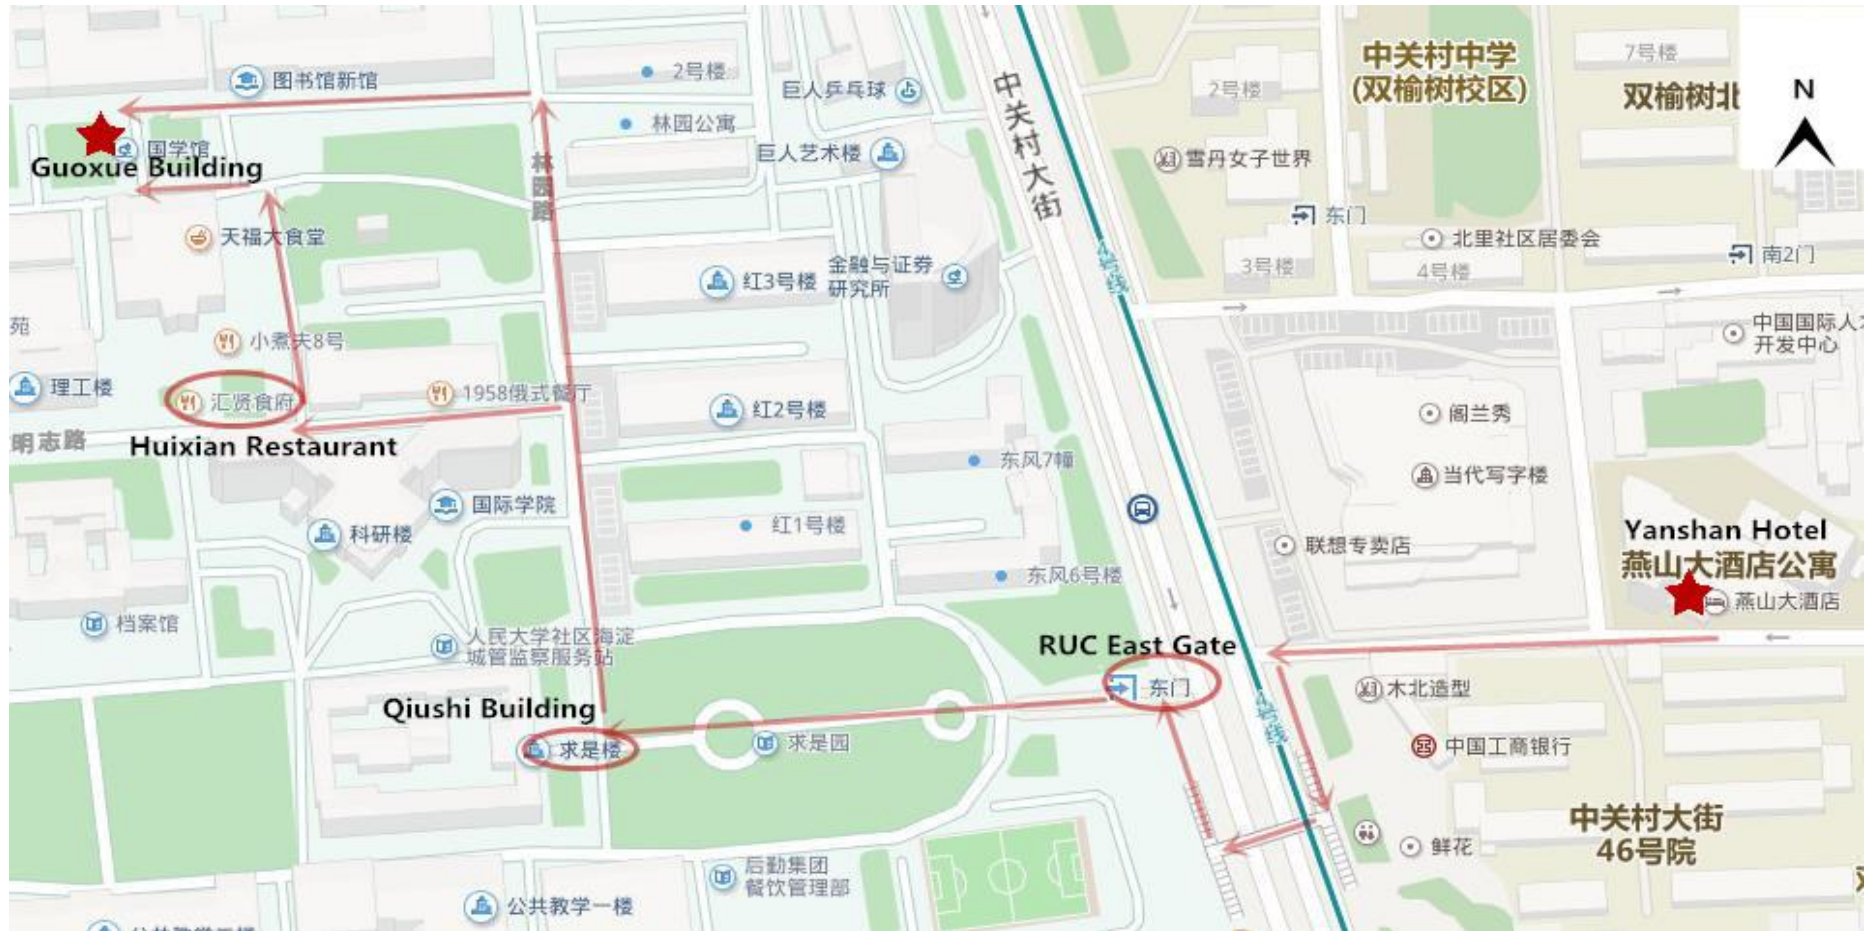 图书馆新馆
2号楼
林园公寓
巨人乒乓球
巨人艺术楼
中关村大街
中关村中学
(双榆树校区)
2号楼
7号楼
双榆树北
N
国学馆
Guoxue Building
林园路
雪丹女子世界
东门
北里社区居委会
南2门
天福大食堂
红3号楼
金融与证券
研究所
4号线
3号楼
4号楼
苑
小煮夫8号
中国国际人才
开发中心
理工楼
汇贤食府
1958俄式餐厅
红2号楼
阁兰秀
明志路
Huixian Restaurant
东风7幢
当代写字楼
国际学院
科研楼
红1号楼
联想专卖店
Yanshan Hotel
燕山大酒店公寓
燕山大酒店
东风6号楼
档案馆
人民大学社区海淀
城管监察服务站
RUC East Gate
东门
木北造型
Qiushi Building
求是楼
求是园
4号线
中国工商银行
中关村大街
46号院
鲜花
后勤集团
餐饮管理部
公共教学一楼